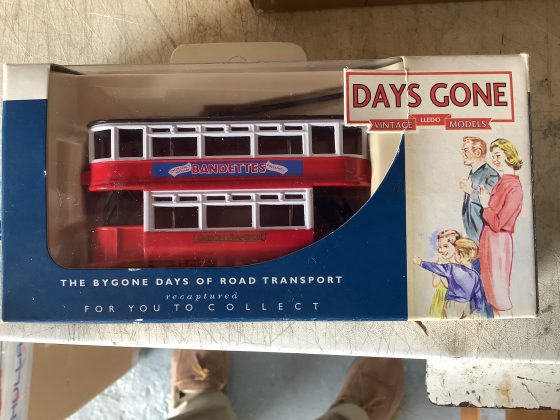 DAYS GONE
VINTAGE LLEDO MODELS
BANDETTES
THE BYGONE DAYS OF ROAD TRANSPORT
recaptured
FOR YOU TO COLLECT